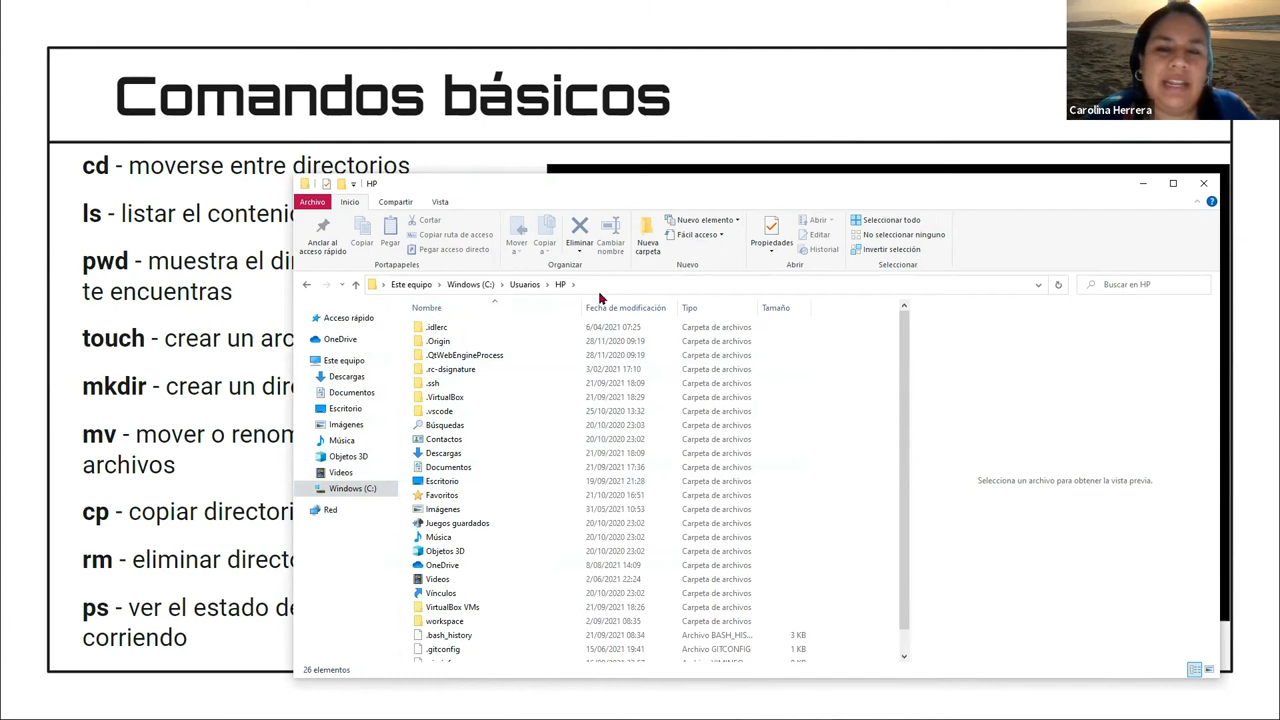 Comandos básicos
Carolina Herrera
cd - moverse entre directorios
ls - listar el conteni
pwd - muestra el di
te encuentras
touch - crear un arc
mkdir - crear un dire
mv - mover o renom
archivos
cp - copiar directori
rm - eliminar directo
ps - ver el estado de
corriendo
HP
Archivo
Inicio
Compartir
Vista
Anclar al
acceso rápido
Copiar
Pegar
Cortar
Copiar ruta de acceso
Pegar acceso directo
Portapapeles
Mover
a
Copiar
a
Eliminar
Cambiar
nombre
Organizar
Nueva
carpeta
Nuevo elemento
Fácil acceso
Nuevo
Propiedades
Abrir
Editar
Historial
Abrir
Seleccionar todo
No seleccionar ninguno
Invertir selección
Seleccionar
Este equipo > Windows (C:) > Usuarios > HP >
Buscar en HP
Acceso rápido
OneDrive
Este equipo
Descargas
Documentos
Escritorio
Imágenes
Música
Objetos 3D
Videos
Windows (C:)
Red
Nombre Fecha de modificación Tipo Tamaño
.idlerc 6/04/2021 07:25 Carpeta de archivos
.Origin 28/11/2020 09:19 Carpeta de archivos
.QtWebEngineProcess 28/11/2020 09:19 Carpeta de archivos
.rc-dsignature 3/02/2021 17:10 Carpeta de archivos
.ssh 21/09/2021 18:09 Carpeta de archivos
.VirtualBox 21/09/2021 18:29 Carpeta de archivos
.vscode 25/10/2020 13:32 Carpeta de archivos
Búsquedas 20/10/2020 23:03 Carpeta de archivos
Contactos 20/10/2020 23:02 Carpeta de archivos
Descargas 21/09/2021 18:09 Carpeta de archivos
Documentos 21/09/2021 17:36 Carpeta de archivos
Escritorio 19/09/2021 21:28 Carpeta de archivos
Favoritos 21/10/2020 16:51 Carpeta de archivos
Imágenes 31/05/2021 10:53 Carpeta de archivos
Juegos guardados 20/10/2020 23:02 Carpeta de archivos
Música 20/10/2020 23:02 Carpeta de archivos
Objetos 3D 20/10/2020 23:02 Carpeta de archivos
OneDrive 8/08/2021 14:09 Carpeta de archivos
Videos 2/06/2021 22:24 Carpeta de archivos
Vínculos 20/10/2020 23:02 Carpeta de archivos
VirtualBox VMs 21/09/2021 18:26 Carpeta de archivos
workspace 2/09/2021 08:35 Carpeta de archivos
.bash_history 21/09/2021 08:34 Archivo BASH_HIS... 3 KB
.gitconfig 15/06/2021 19:41 Archivo GITCONFIG 1 KB
Selecciona un archivo para obtener la vista previa.
26 elementos